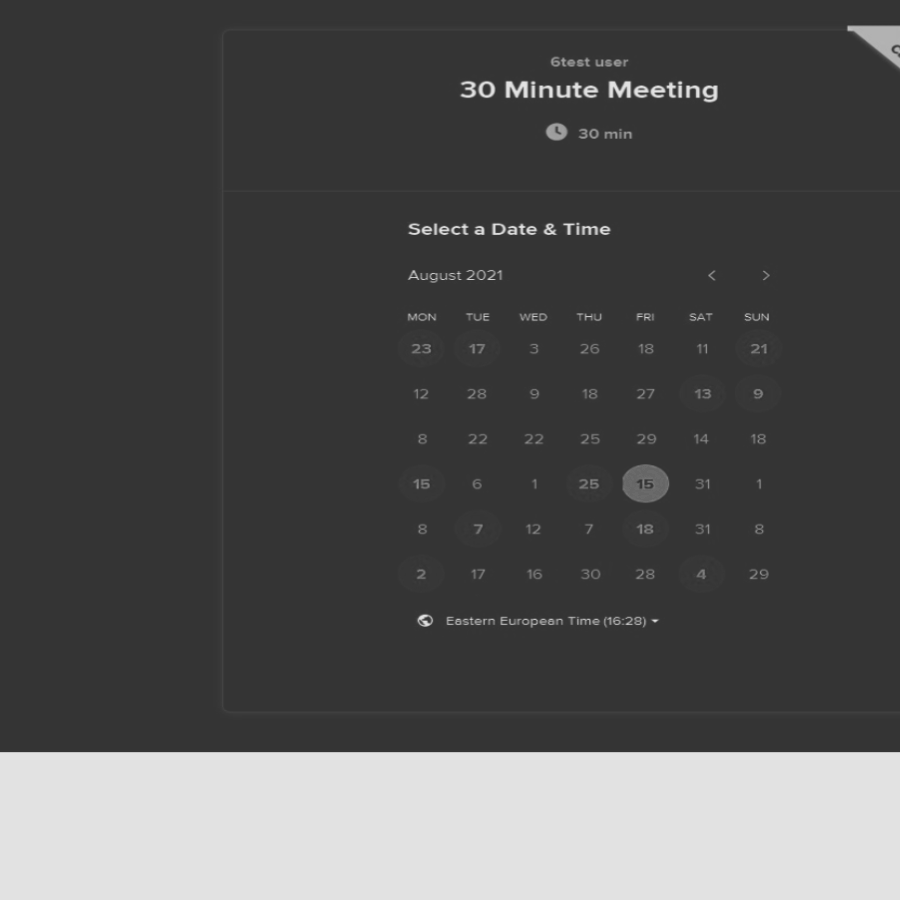 6test user
30 Minute Meeting
30 min
Select a Date & Time
August 2021
MON TUE WED THU FRI SAT SUN
23 17 3 26 18 11 21
12 28 9 18 27 13 9
8 22 22 25 29 14 18
15 6 1 25 15 31 1
8 7 12 7 18 31 8
2 17 16 30 28 4 29
Eastern European Time (16:28)